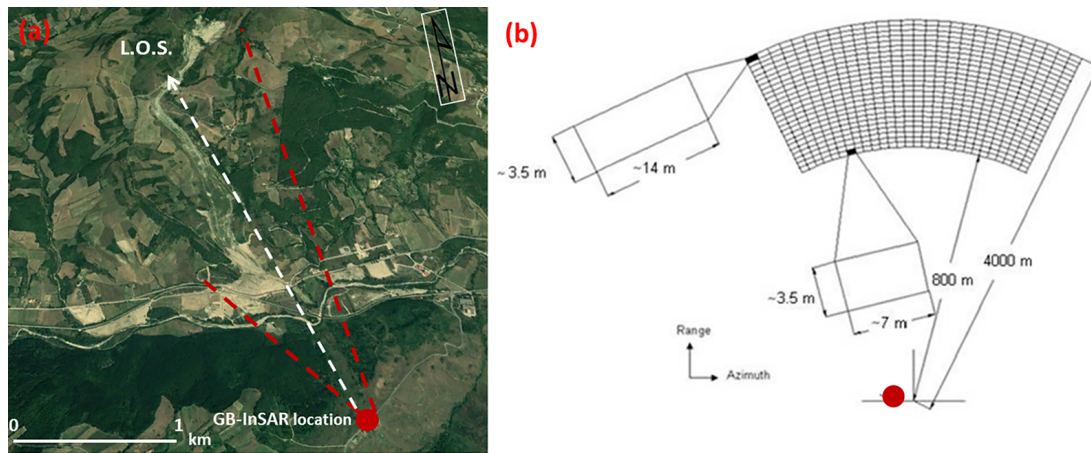 (a)
L.O.S.
N
GB-InSAR location
0 1
km
(b)
~ 3.5 m
~14 m
~3.5 m
~7 m
800 m
4000 m
Range
Azimuth